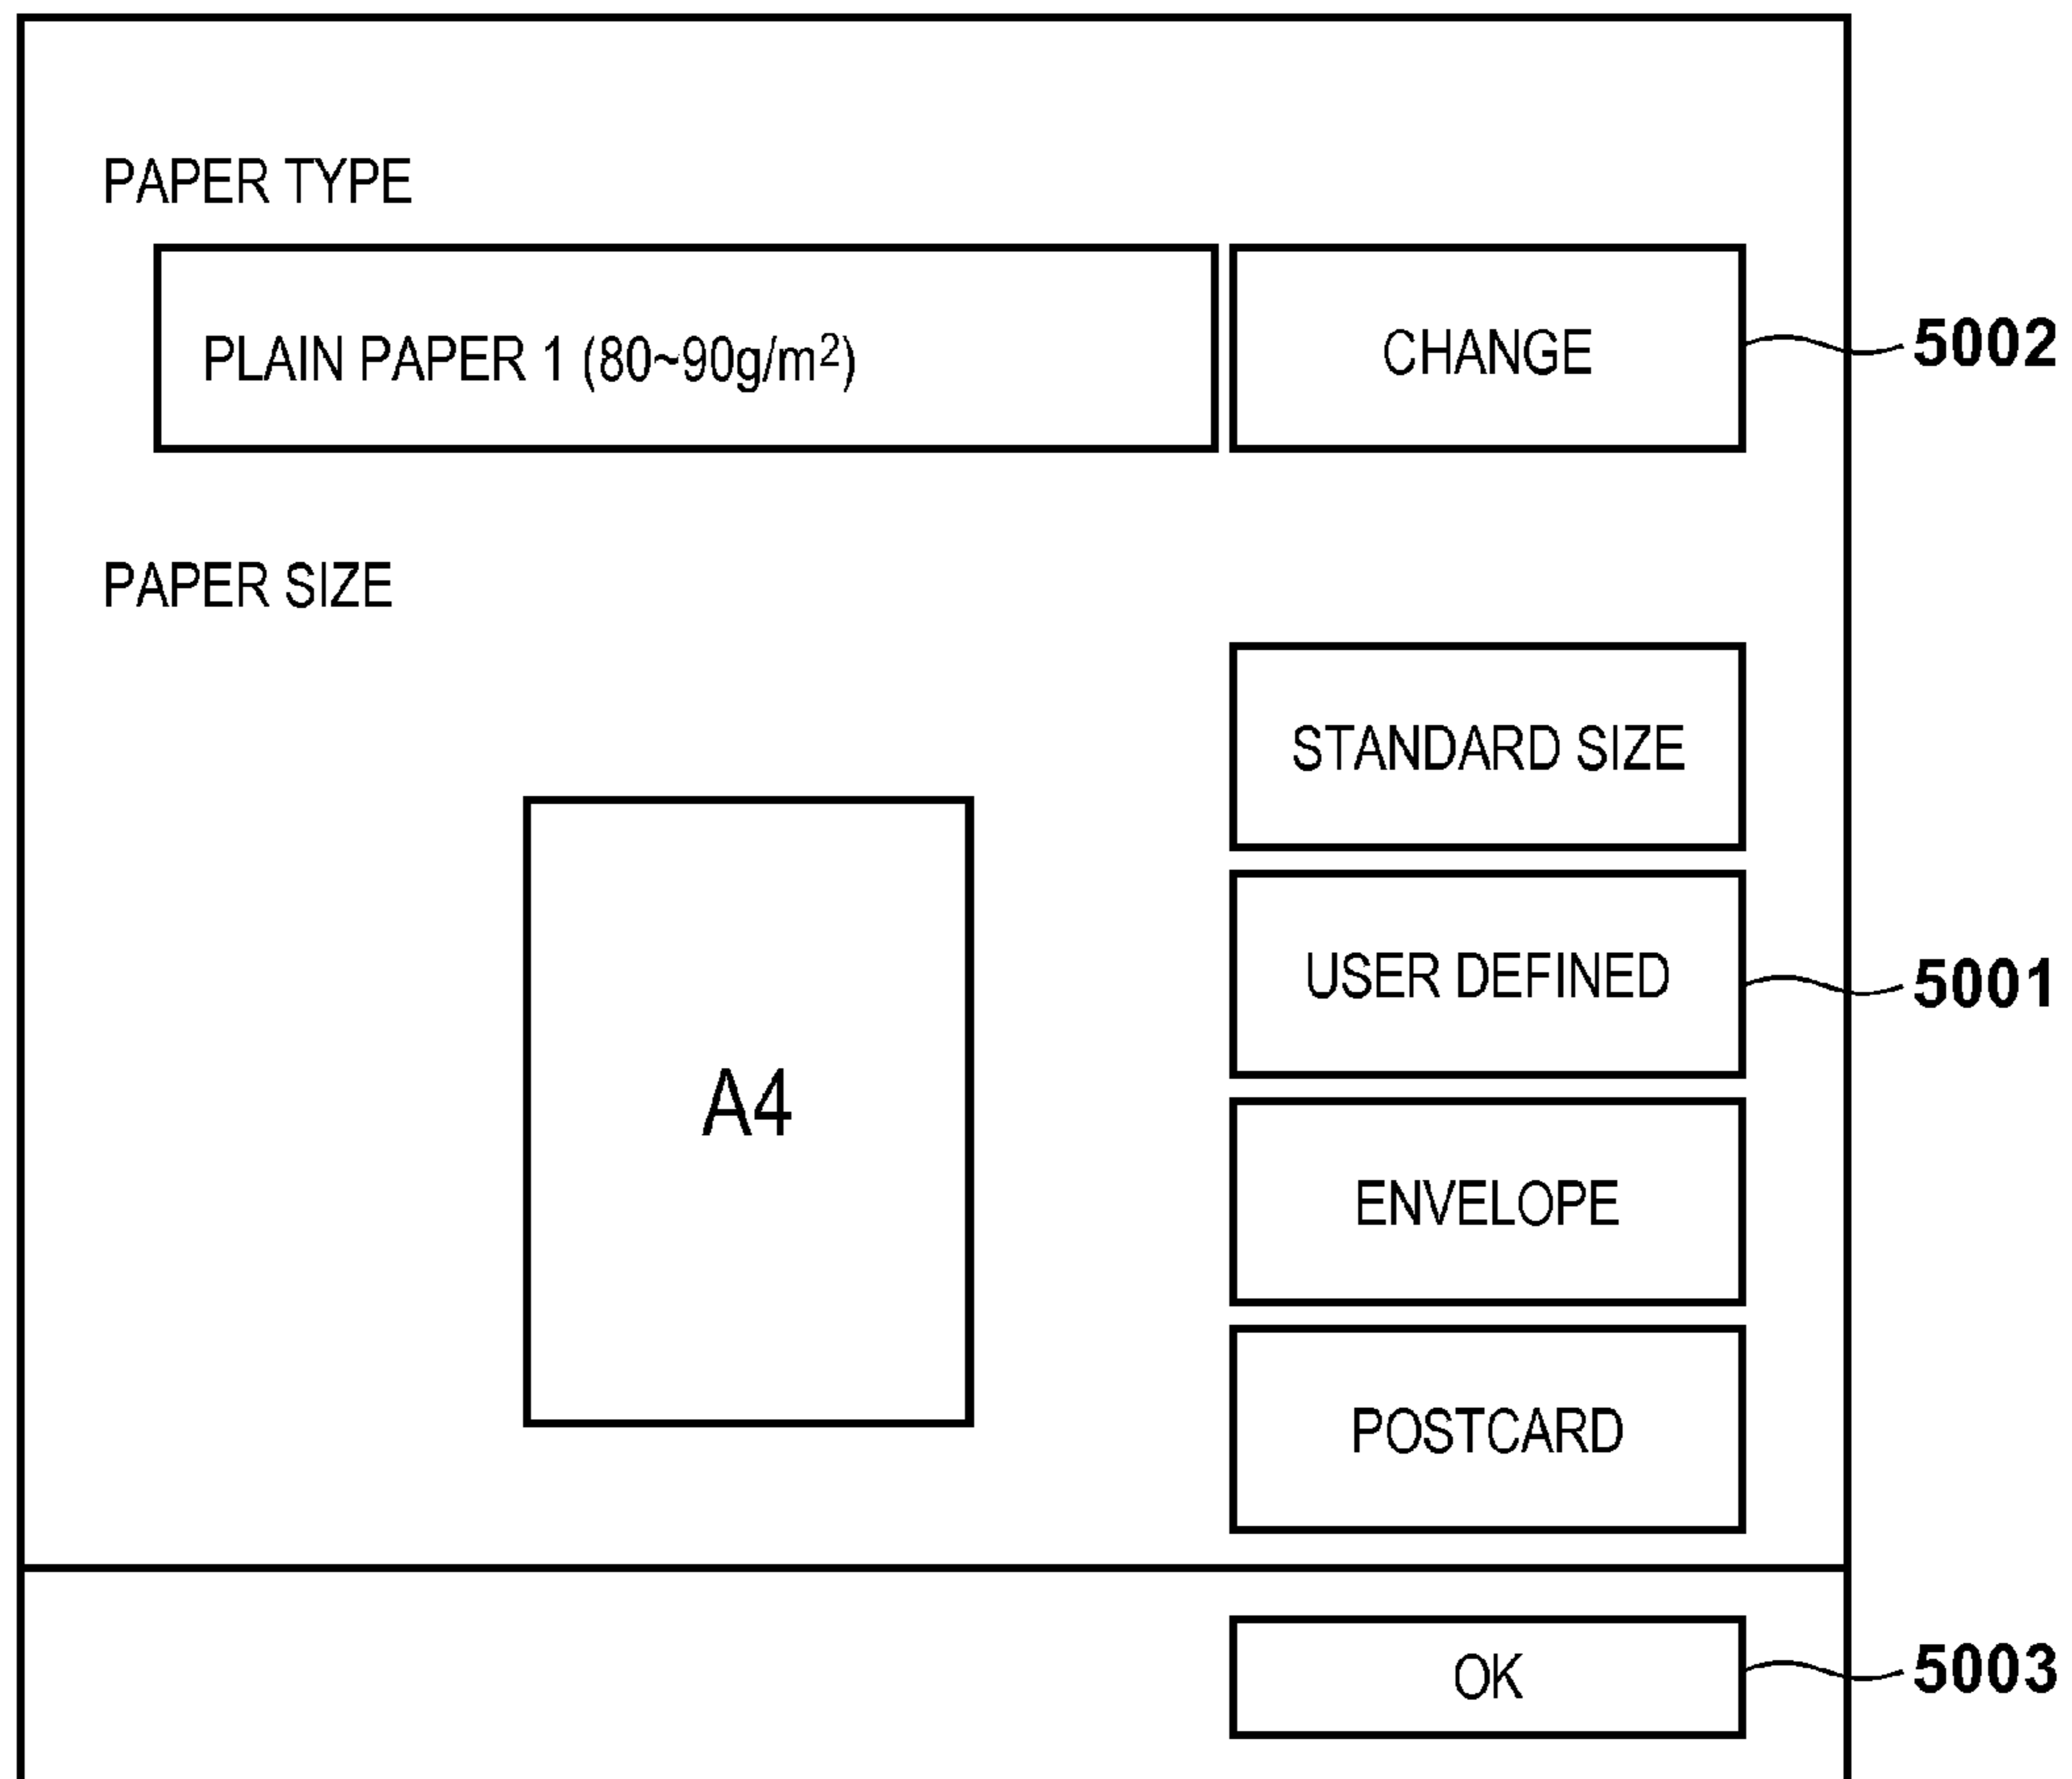 PAPER TYPE
PLAIN PAPER 1 (80~90g/m²)
CHANGE
5002
PAPER SIZE
STANDARD SIZE
USER DEFINED
5001
A4
ENVELOPE
POSTCARD
OK
5003